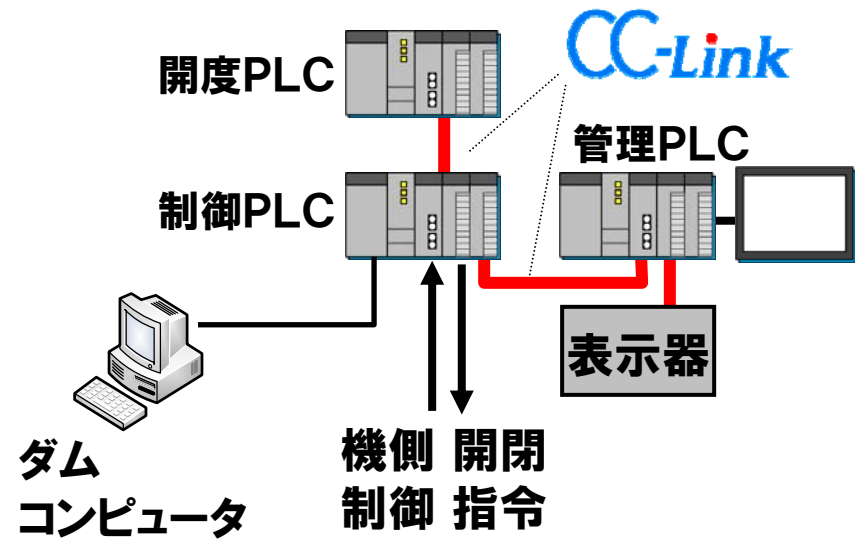 CC-Link
開度PLC
管理PLC
制御PLC
表示器
機側 開閉
制御 指令
ダム
コンピュータ